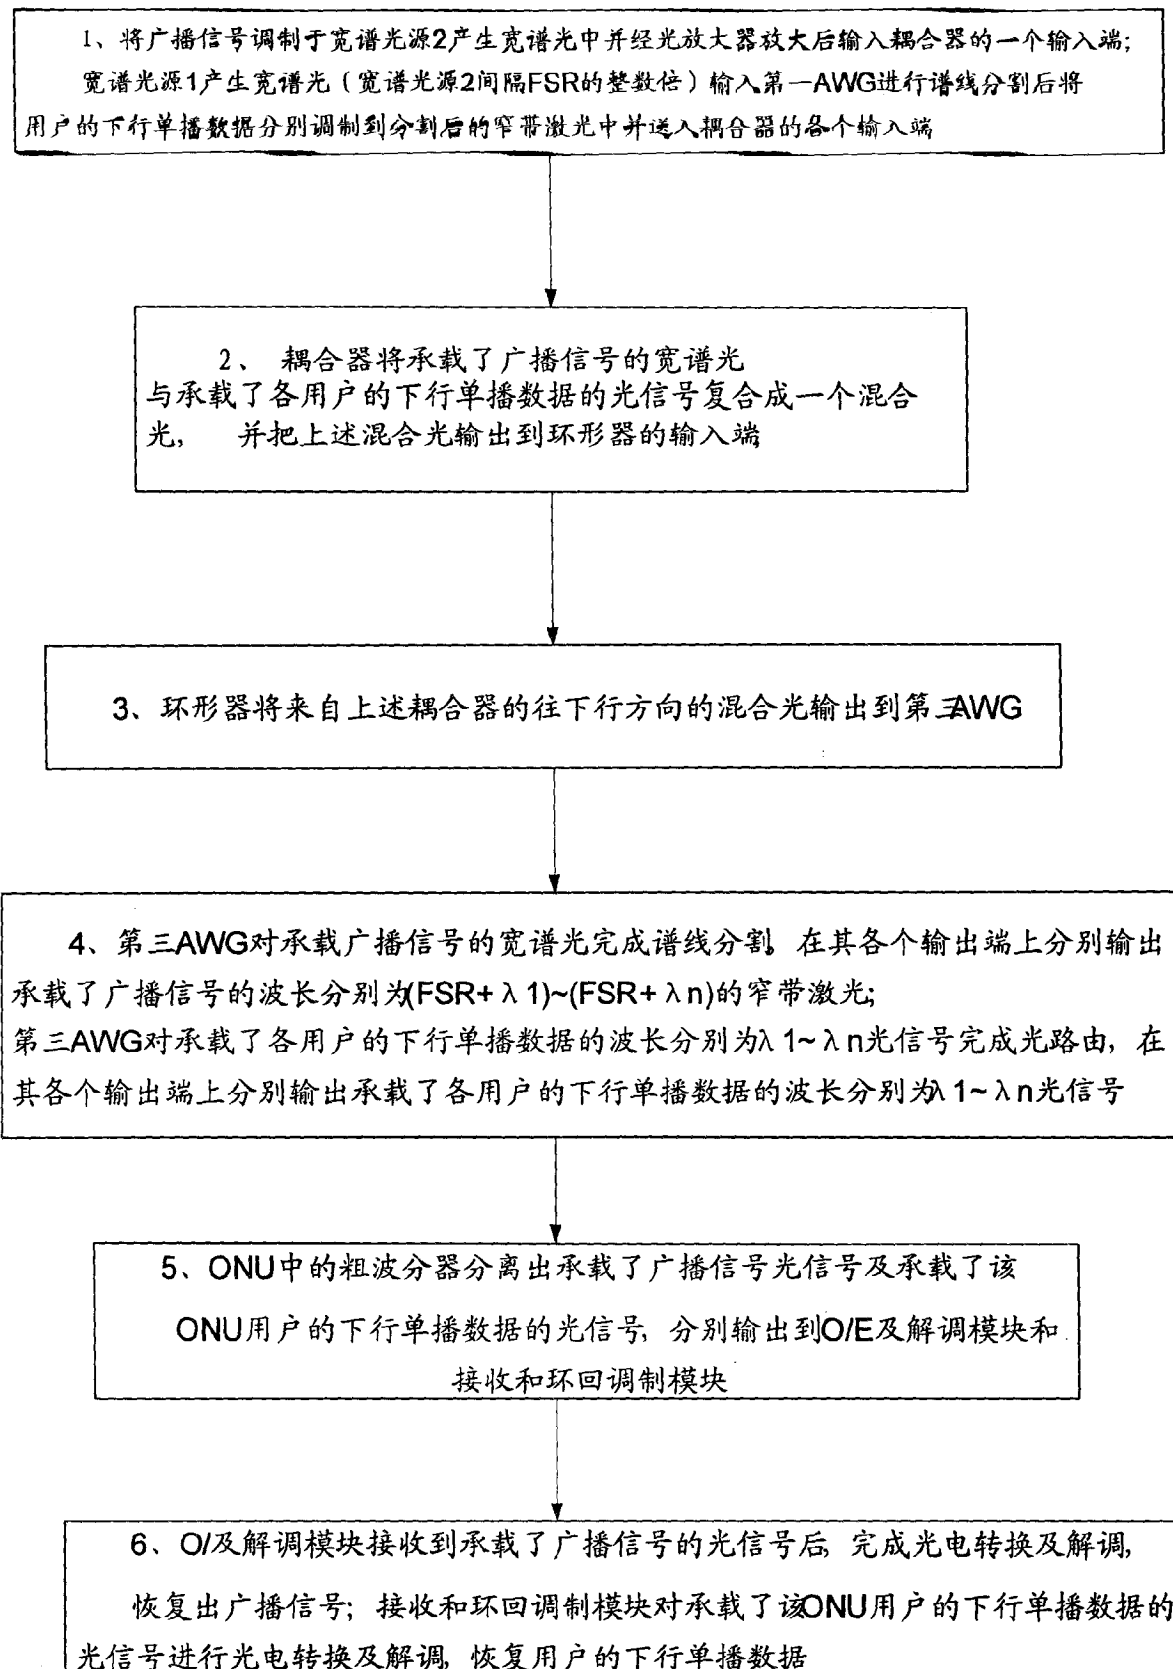 1、将广播信号调制于宽谱光源2产生宽谱光中并经光放大器放大后输入耦合器的一个输入端;
宽谱光源1产生宽谱光(宽谱光源2间隔FSR的整数倍)输入第一AWG进行谱线分割后将
用户的下行单播数据分别调制到分割后的窄带激光中并送入耦合器的各个输入端
2、 耦合器将承载了广播信号的宽谱光
与承载了各用户的下行单播数据的光信号复合成一个混合
光, 并把上述混合光输出到环形器的输入端
3、环形器将来自上述耦合器的往下行方向的混合光输出到第三AWG
4、第三AWG对承载广播信号的宽谱光完成谱线分割, 在其各个输出端上分别输出
承载了广播信号的波长分别为(FSR+λ1)~(FSR+λn)的窄带激光;
第三AWG对承载了各用户的下行单播数据的波长分别为λ1~λn光信号完成光路由, 在
其各个输出端上分别输出承载了各用户的下行单播数据的波长分别为λ1~λn光信号
5、ONU中的粗波分器分离出承载了广播信号光信号及承载了该
ONU用户的下行单播数据的光信号, 分别输出到O/E及解调模块和
接收和环回调制模块
6、O/及解调模块接收到承载了广播信号的光信号后, 完成光电转换及解调,
恢复出广播信号; 接收和环回调制模块对承载了该ONU用户的下行单播数据的
光信号进行光电转换及解调, 恢复用户的下行单播数据